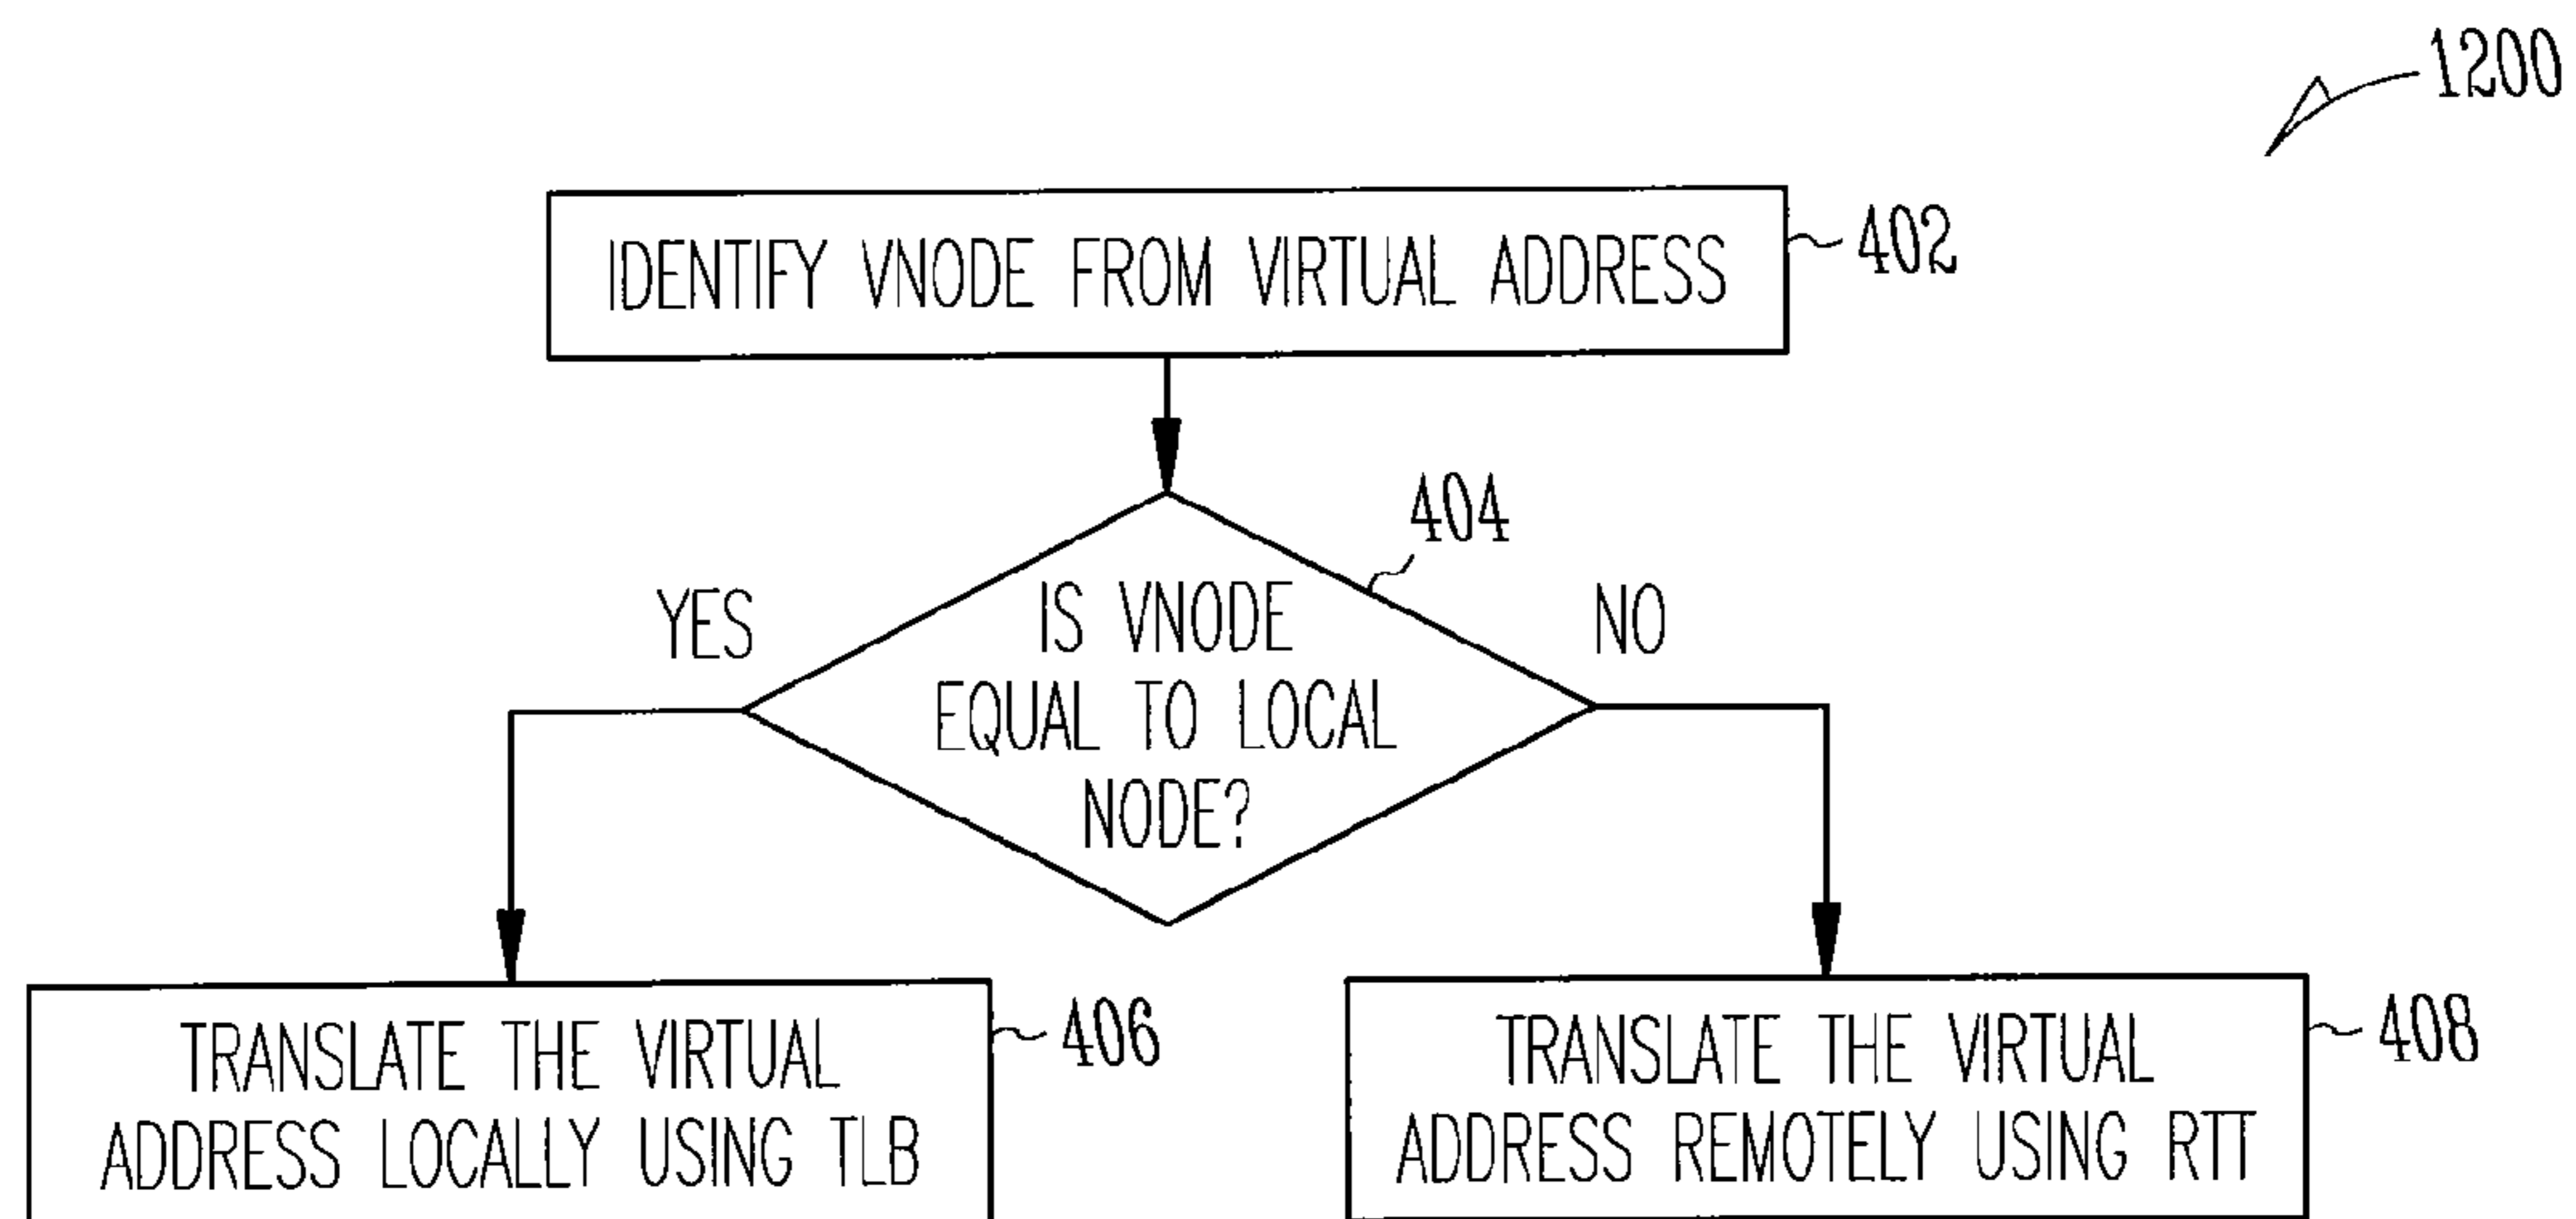 1200
IDENTIFY VNODE FROM VIRTUAL ADDRESS
402
404
YES
IS VNODE
EQUAL TO LOCAL
NODE?
NO
TRANSLATE THE VIRTUAL
ADDRESS LOCALLY USING TLB
406
TRANSLATE THE VIRTUAL
ADDRESS REMOTELY USING RTT
408